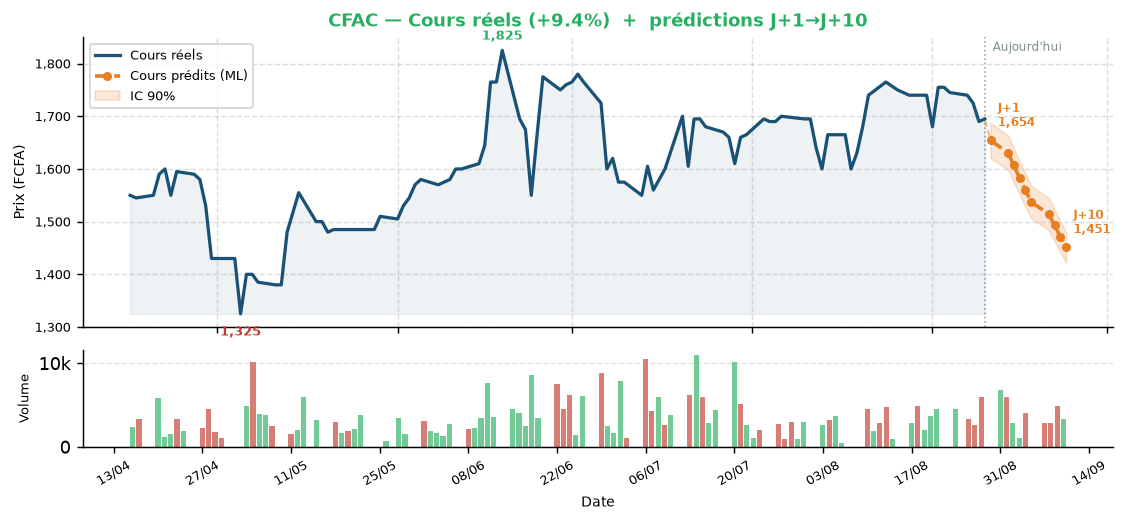 CFAC — Cours réels (+9.4%)  +  prédictions J+1→J+10
1,825
Cours réels
Cours prédits (ML)
IC 90%
Aujourd'hui
J+1
1,654
J+10
1,451
1,325
Prix (FCFA)
1,800
1,700
1,600
1,500
1,400
1,300
Volume
10k
0
13/04
27/04
11/05
25/05
08/06
22/06
06/07
20/07
03/08
17/08
31/08
14/09
Date